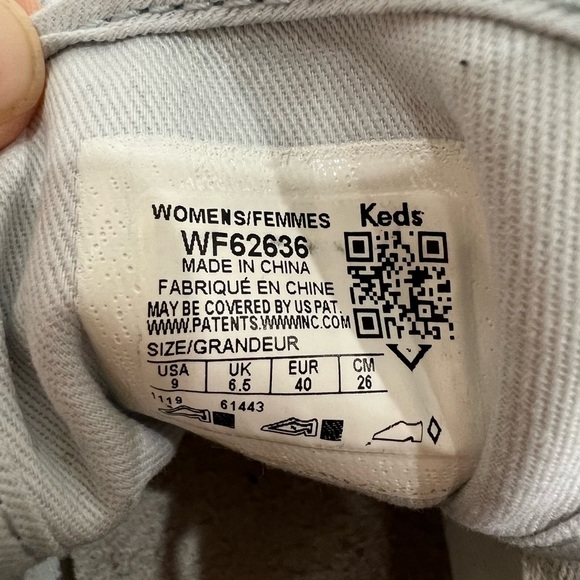 WOMENS/FEMMES Keds
WF62636
MADE IN CHINA
FABRIQUÉ EN CHINE
MAY BE COVERED BY US PAT.
WWW.PATENTS.WWWMNC.COM
SIZE/GRANDEUR
USA UK EUR CM
9 6.5 40 26
1119 61443